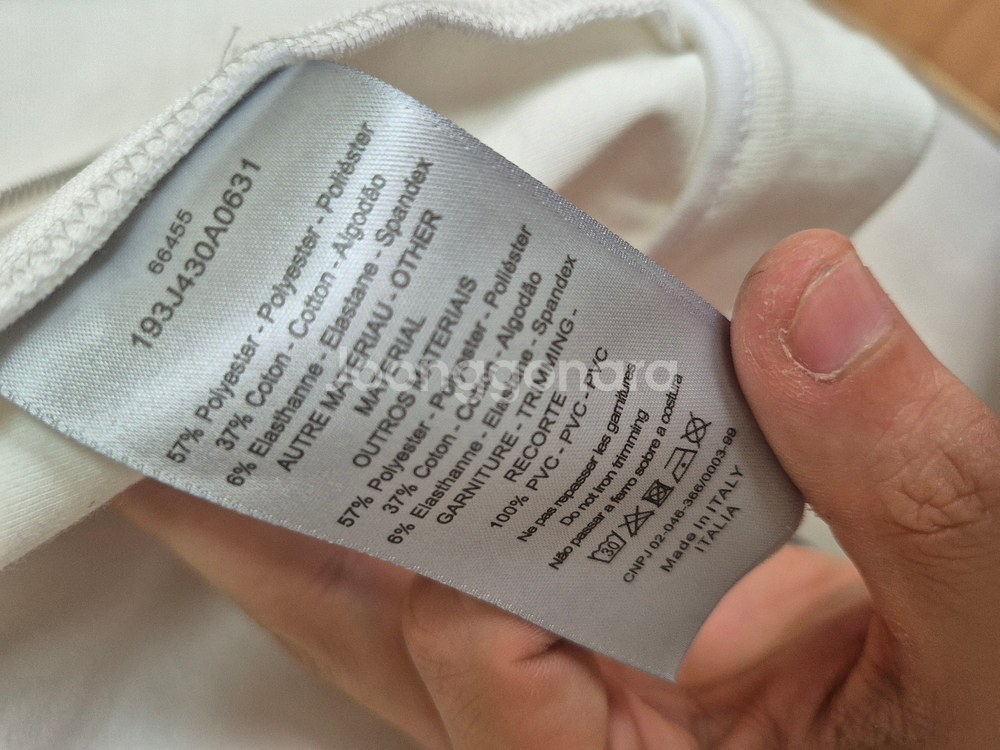 66455
193J430A0631
57% Polyester - Polyester - Poliéster
37% Coton - Cotton - Algodão
6% Elasthanne - Elastane - Spandex
AUTRE MATERIAU - OTHER
MATERIAL
OUTROS MATERIAIS
57% Polyester - Polyester - Poliéster
37% Coton - Cotton - Algodão
6% Elasthanne - Elastane - Spandex
GARNITURE - TRIMMING -
RECORTE
100% PVC - PVC - PVC
Ne pas repasser les garnitures
Do not iron trimming
Não passar a ferro sobre a costura
30
CNPJ 02-046-366/0003-99
Made in ITALY
ITALIA
Joonggonara